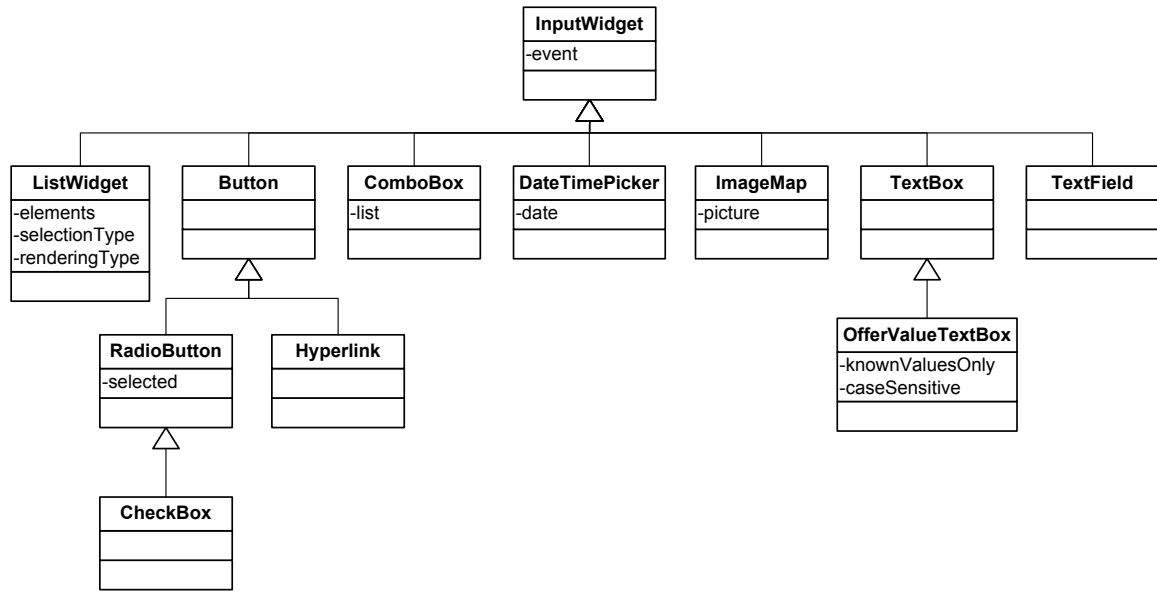 InputWidget
-event
ListWidget
-elements
-selectionType
-renderingType
Button
ComboBox
-list
DateTimePicker
-date
ImageMap
-picture
TextBox
TextField
RadioButton
-selected
Hyperlink
OfferValueTextBox
-knownValuesOnly
-caseSensitive
CheckBox